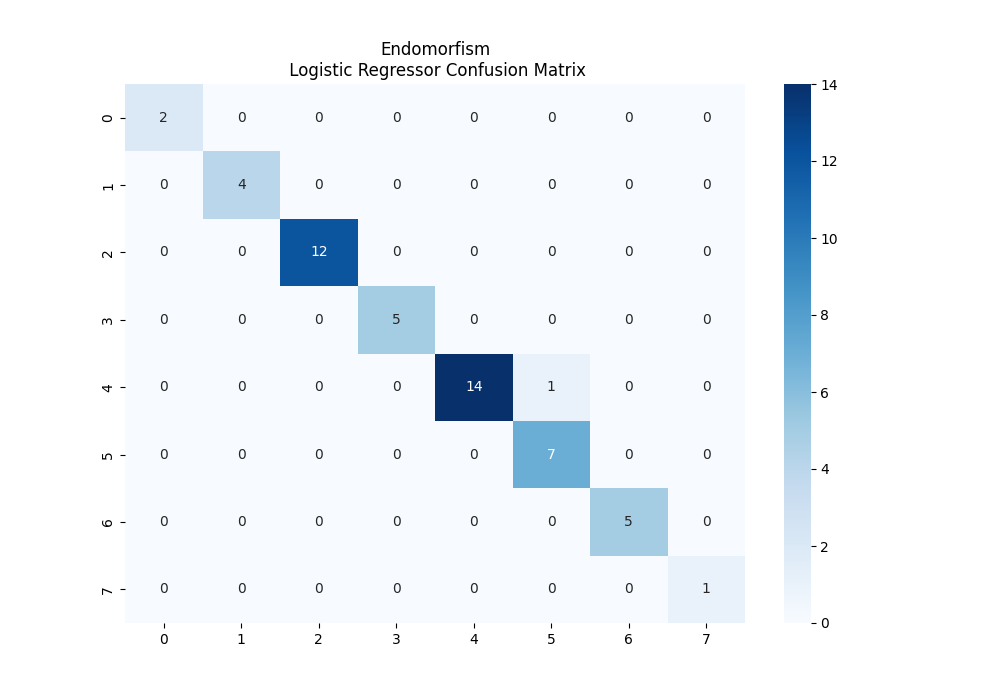 Endomorfism
Logistic Regressor Confusion Matrix
0 2 0 0 0 0 0 0 0
1 0 4 0 0 0 0 0 0
2 0 0 12 0 0 0 0 0
3 0 0 0 5 0 0 0 0
4 0 0 0 0 14 1 0 0
5 0 0 0 0 0 7 0 0
6 0 0 0 0 0 0 5 0
7 0 0 0 0 0 0 0 1
0 1 2 3 4 5 6 7
14
12
10
8
6
4
2
0